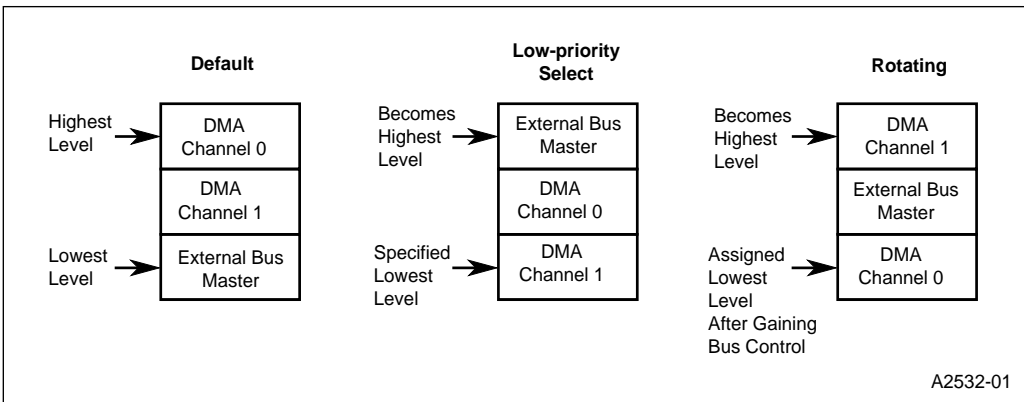 Default
Highest
Level
DMA
Channel 0
DMA
Channel 1
Lowest
Level
External Bus
Master
Low-priority
Select
Becomes
Highest
Level
External Bus
Master
DMA
Channel 0
Specified
Lowest
Level
DMA
Channel 1
Rotating
Becomes
Highest
Level
DMA
Channel 1
External Bus
Master
Assigned
Lowest
Level
After Gaining
Bus Control
DMA
Channel 0
A2532-01